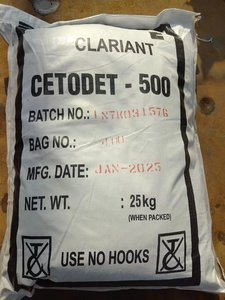 CLARIANT
CETODET - 500
BATCH NO.:
BAG NO. :
MFG. DATE: JAN-2025
NET. WT. : 25kg
(WHEN PACKED)
USE NO HOOKS